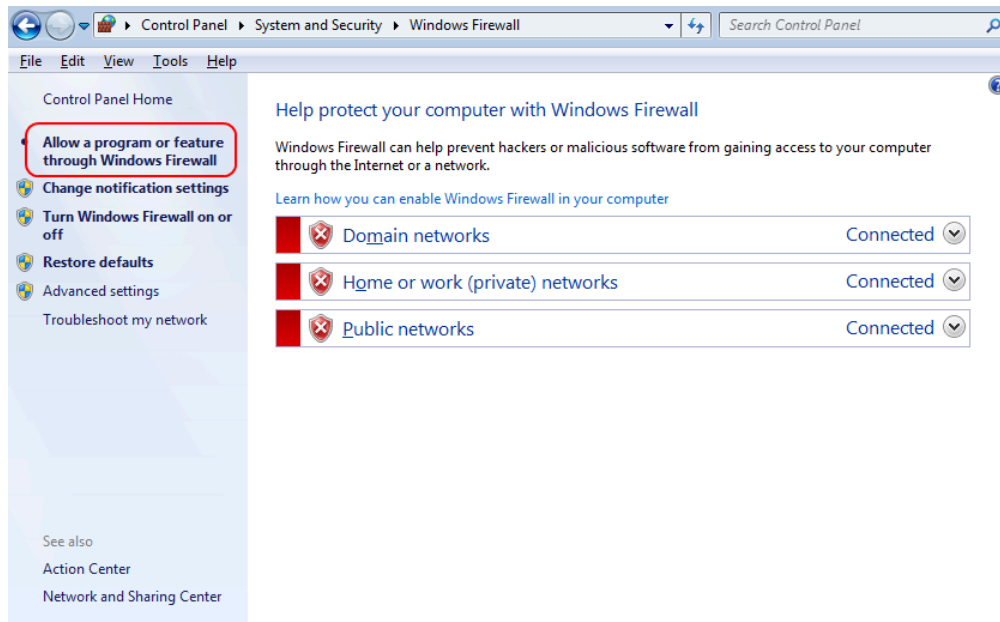 Control Panel System and Security Windows Firewall
Search Control Panel
File Edit View Tools Help
Control Panel Home
Allow a program or feature
through Windows Firewall
Change notification settings
Turn Windows Firewall on or
off
Restore defaults
Advanced settings
Troubleshoot my network
See also
Action Center
Network and Sharing Center
Help protect your computer with Windows Firewall
Windows Firewall can help prevent hackers or malicious software from gaining access to your computer
through the Internet or a network.
Learn how you can enable Windows Firewall in your computer
Domain networks Connected
Home or work (private) networks Connected
Public networks Connected